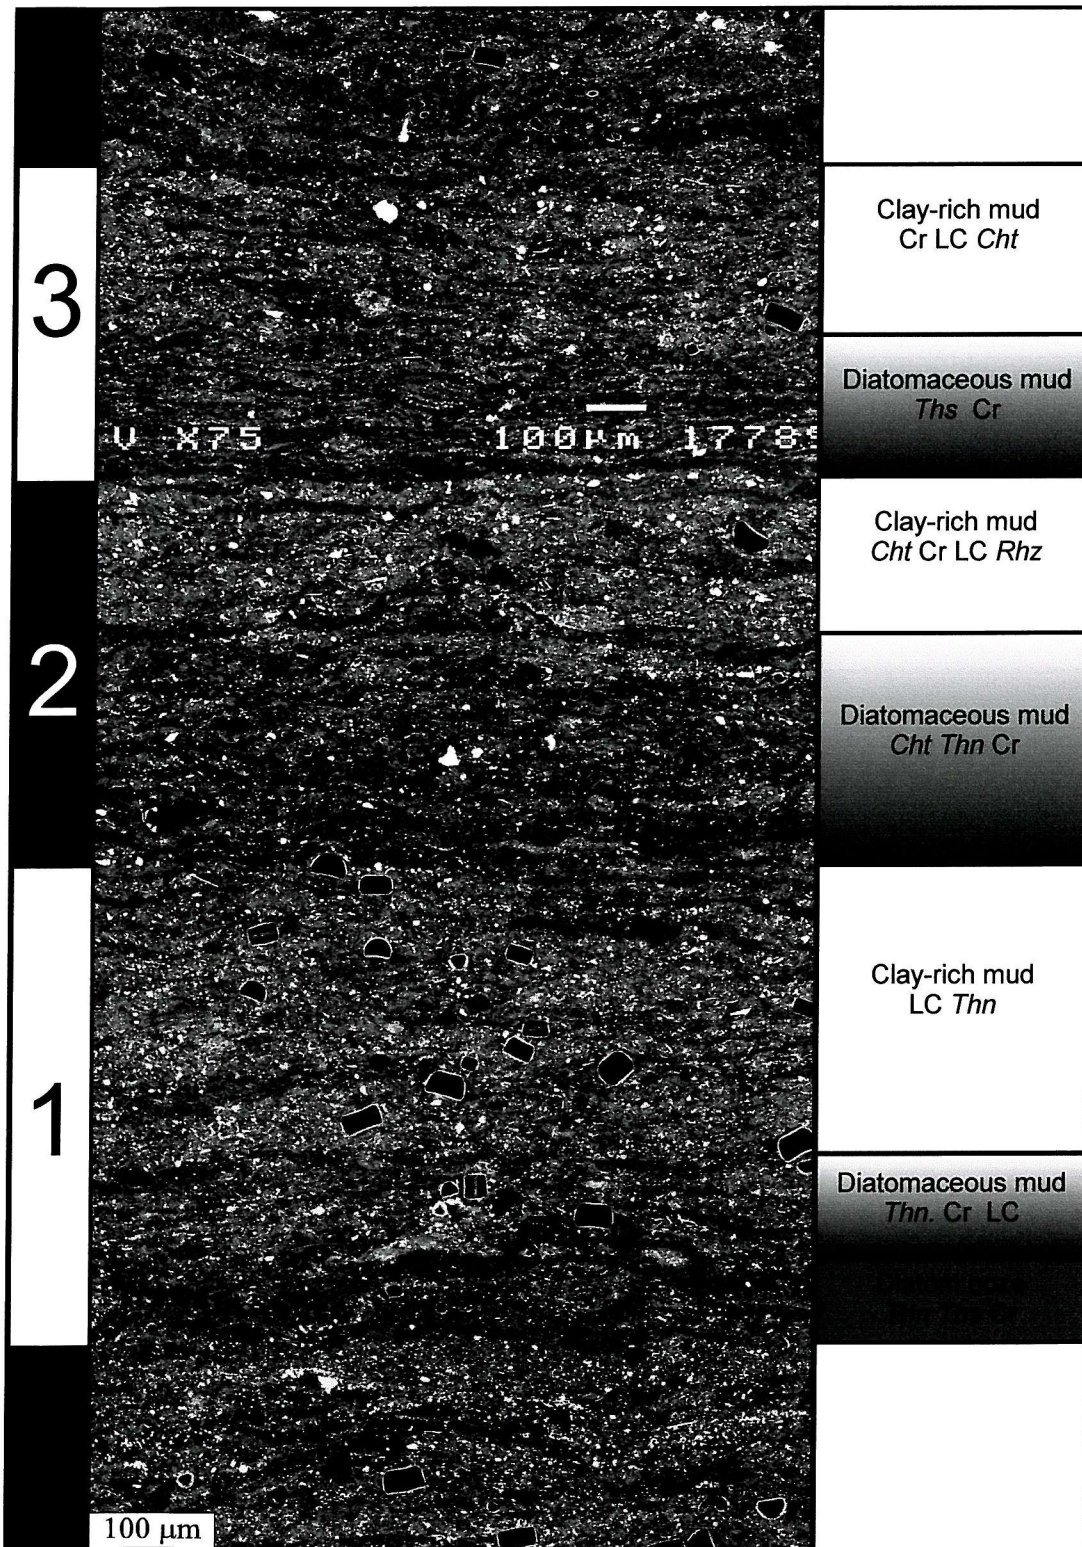 3
Clay-rich mud
Cr LC Cht
Diatomaceous mud
Ths Cr
V X75 100µm 1778
2
Clay-rich mud
Cht Cr LC Rhz
Diatomaceous mud
Cht Thn Cr
1
Clay-rich mud
LC Thn
Diatomaceous mud
Thn. Cr LC
100 µm